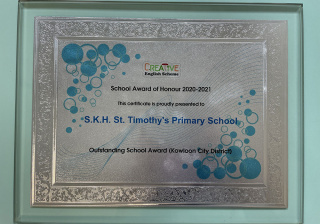 CREATIVE
English Scheme
School Award of Honour 2020-2021
This certificate is proudly presented to
S.K.H. St. Timothy's Primary School
Outstanding School Award (Kowloon City District)